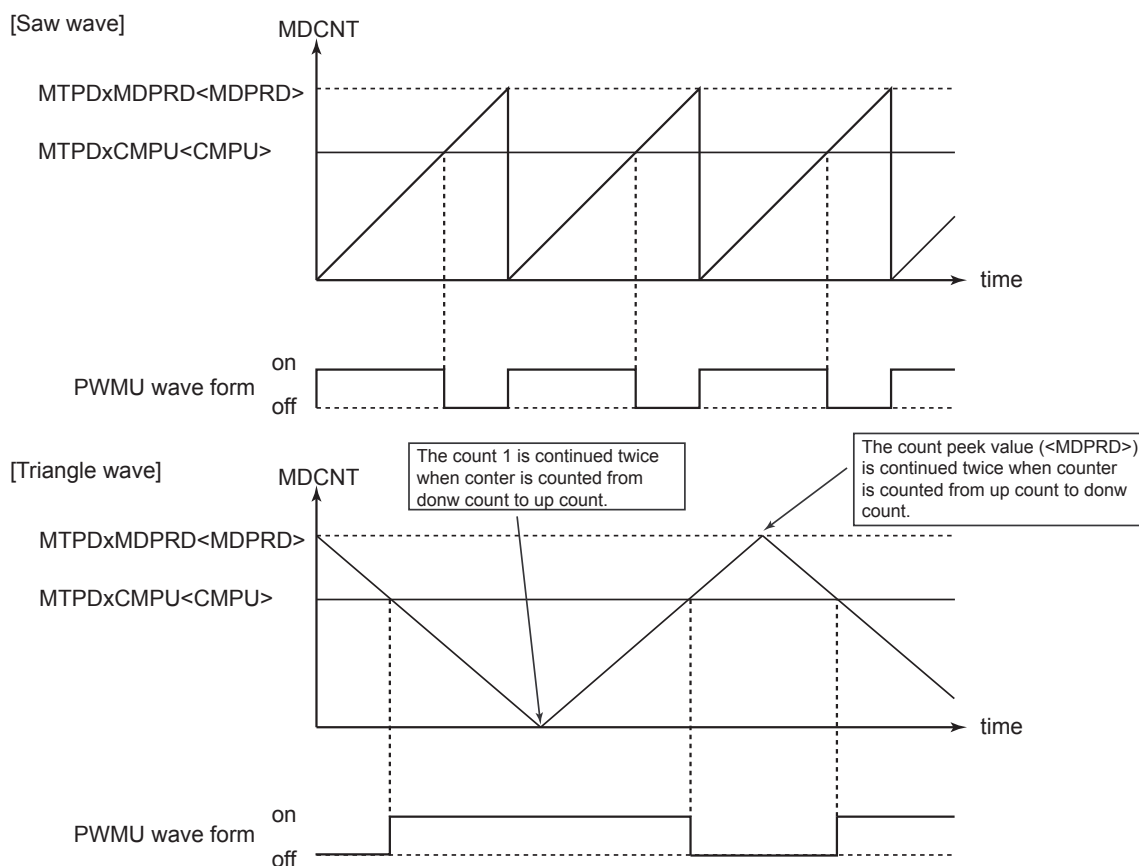 [Saw wave]
MDCNT
MTPDxMDPRD<MDPRD>
MTPDxCMPU<CMPU>
time
on
PWMU wave form
off
[Triangle wave]
MDCNT
The count 1 is continued twice
when conter is counted from
donw count to up count.
The count peek value (<MDPRD>)
is continued twice when counter
is counted from up count to donw
count.
MTPDxMDPRD<MDPRD>
MTPDxCMPU<CMPU>
time
on
PWMU wave form
off